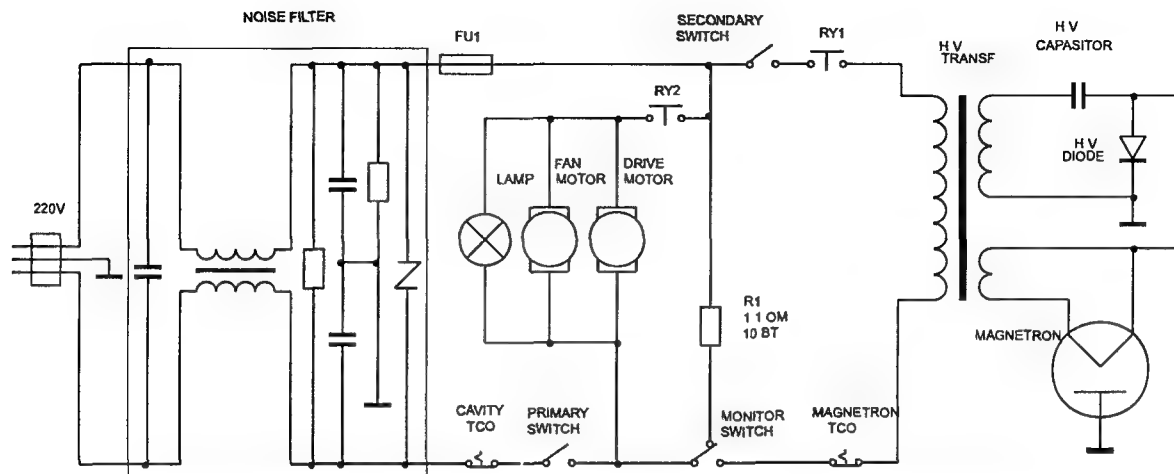 NOISE FILTER
FU1
SECONDARY
SWITCH
RY1
H V
TRANSF
H V
CAPASITOR
RY2
LAMP
FAN
MOTOR
DRIVE
MOTOR
H V
DIODE
220V
R1
1 1 OM
10 BT
MAGNETRON
CAVITY
TCO
PRIMARY
SWITCH
MONITOR
SWITCH
MAGNETRON
TCO